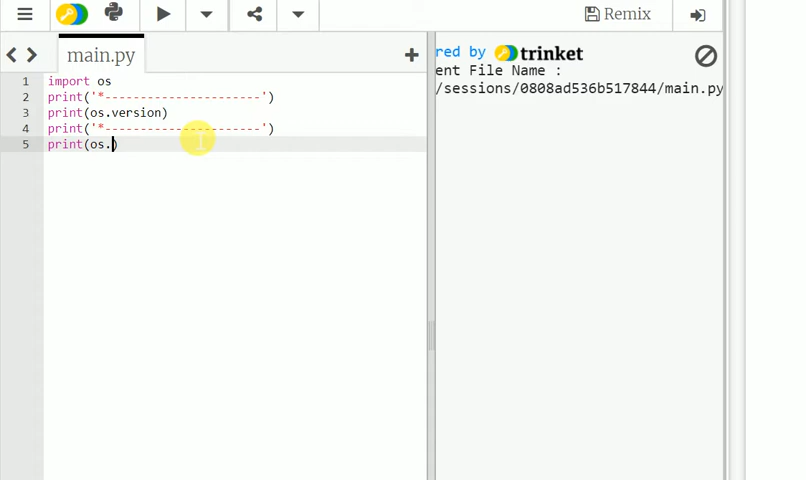 Remix
main.py
1 import os
2 print('*----------------------')
3 print(os.version)
4 print('*----------------------')
5 print(os.)
red by trinket
ent File Name :
/sessions/0808ad536b517844/main.py